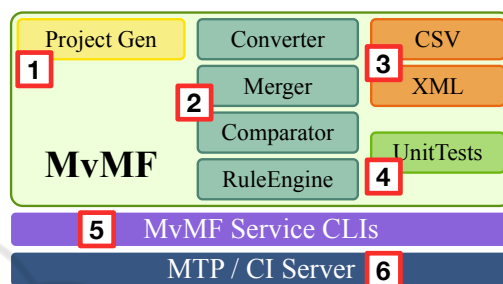 Project Gen
1
Converter
CSV
3
2
Merger
XML
Comparator
MvMF
UnitTests
RuleEngine
4
5 MvMF Service CLIs
MTP / CI Server 6